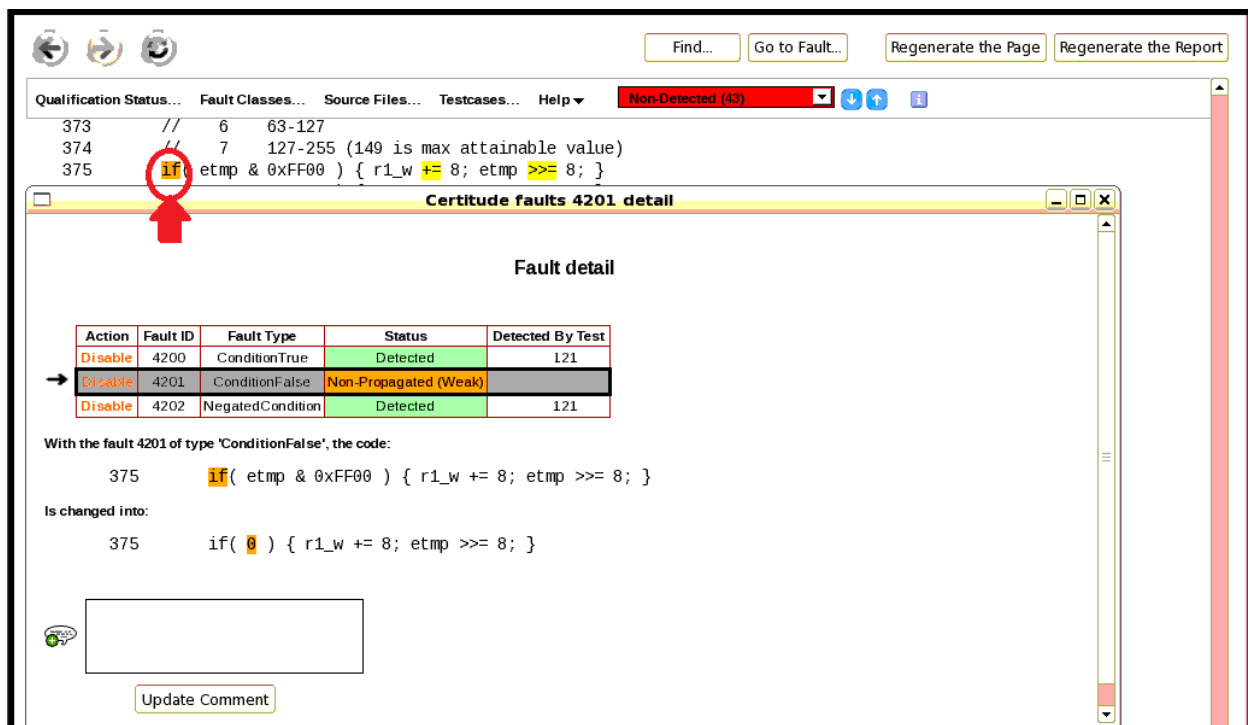 Find... Go to Fault... Regenerate the Page Regenerate the Report
Qualification Status... Fault Classes... Source Files... Testcases... Help Non-Detected (43) i
373 // 6 63-127
374 // 7 127-255 (149 is max attainable value)
375 if( etmp & 0xFF00 ) { r1_w += 8; etmp >>= 8; }
Certitude faults 4201 detail
Fault detail
Action Fault ID Fault Type Status Detected By Test
Disable 4200 ConditionTrue Detected 121
Disable 4201 ConditionFalse Non-Propagated (Weak)
Disable 4202 NegatedCondition Detected 121
With the fault 4201 of type 'ConditionFalse', the code:
375 if( etmp & 0xFF00 ) { r1_w += 8; etmp >>= 8; }
Is changed into:
375 if( 0 ) { r1_w += 8; etmp >>= 8; }
Update Comment